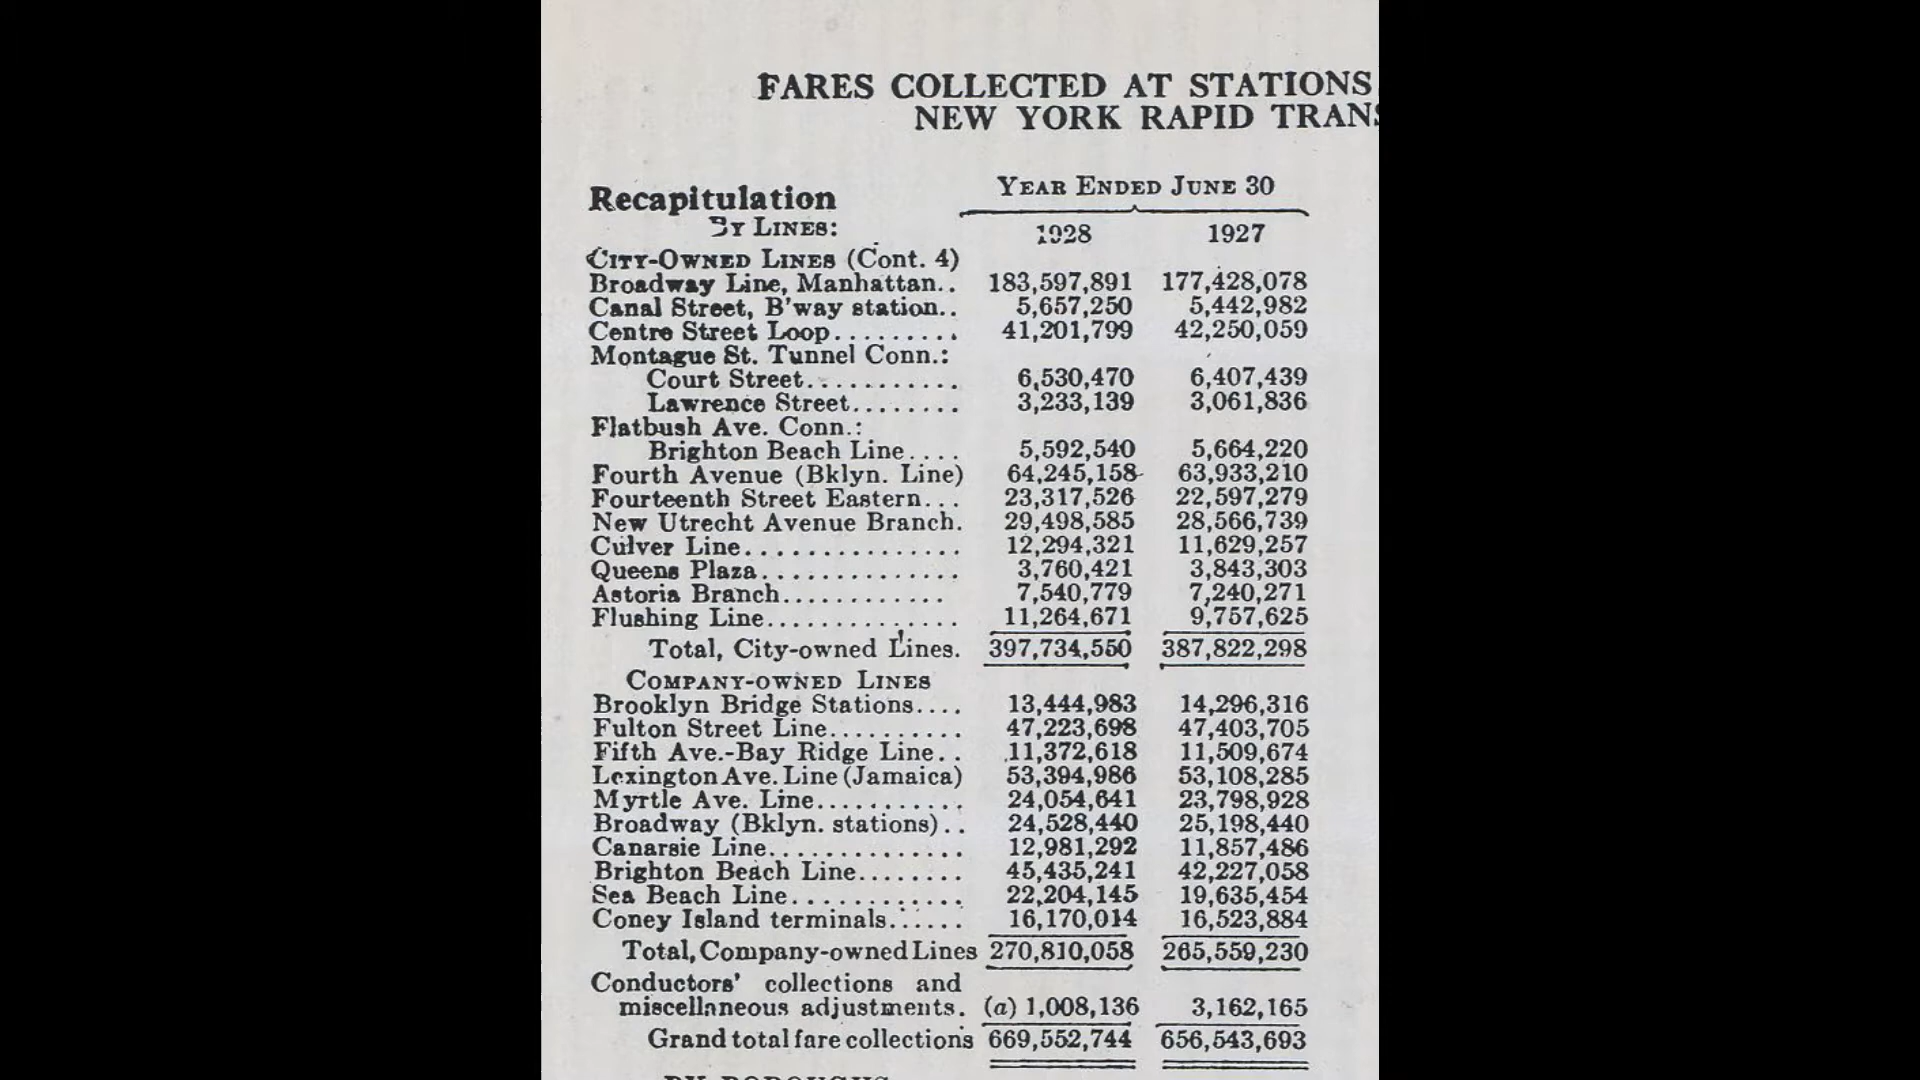 FARES COLLECTED AT STATIONS
NEW YORK RAPID TRANS
Recapitulation
YEAR ENDED JUNE 30
BY LINES:
1928 1927
CITY-OWNED LINES (Cont. 4)
Broadway Line, Manhattan.. 183,597,891 177,428,078
Canal Street, B'way station.. 5,657,250 5,442,982
Centre Street Loop......... 41,201,799 42,250,059
Montague St. Tunnel Conn.:
Court Street........... 6,530,470 6,407,439
Lawrence Street........ 3,233,139 3,061,836
Flatbush Ave. Conn.:
Brighton Beach Line.... 5,592,540 5,664,220
Fourth Avenue (Bklyn. Line) 64,245,158 63,933,210
Fourteenth Street Eastern... 23,317,526 22,597,279
New Utrecht Avenue Branch. 29,498,585 28,566,739
Culver Line............... 12,294,321 11,629,257
Queens Plaza.............. 3,760,421 3,843,303
Astoria Branch............ 7,540,779 7,240,271
Flushing Line.............. 11,264,671 9,757,625
Total, City-owned Lines. 397,734,550 387,822,298
COMPANY-OWNED LINES
Brooklyn Bridge Stations.... 13,444,983 14,296,316
Fulton Street Line.......... 47,223,698 47,403,705
Fifth Ave.-Bay Ridge Line.. 11,372,618 11,509,674
Lexington Ave. Line (Jamaica) 53,394,986 53,108,285
Myrtle Ave. Line........... 24,054,641 23,798,928
Broadway (Bklyn. stations).. 24,528,440 25,198,440
Canarsie Line.............. 12,981,292 11,857,486
Brighton Beach Line........ 45,435,241 42,227,058
Sea Beach Line............ 22,204,145 19,635,454
Coney Island terminals...... 16,170,014 16,523,884
Total, Company-owned Lines 270,810,058 265,559,230
Conductors' collections and
miscellaneous adjustments. (a) 1,008,136 3,162,165
Grand total fare collections 669,552,744 656,543,693
BY BOROUGHS